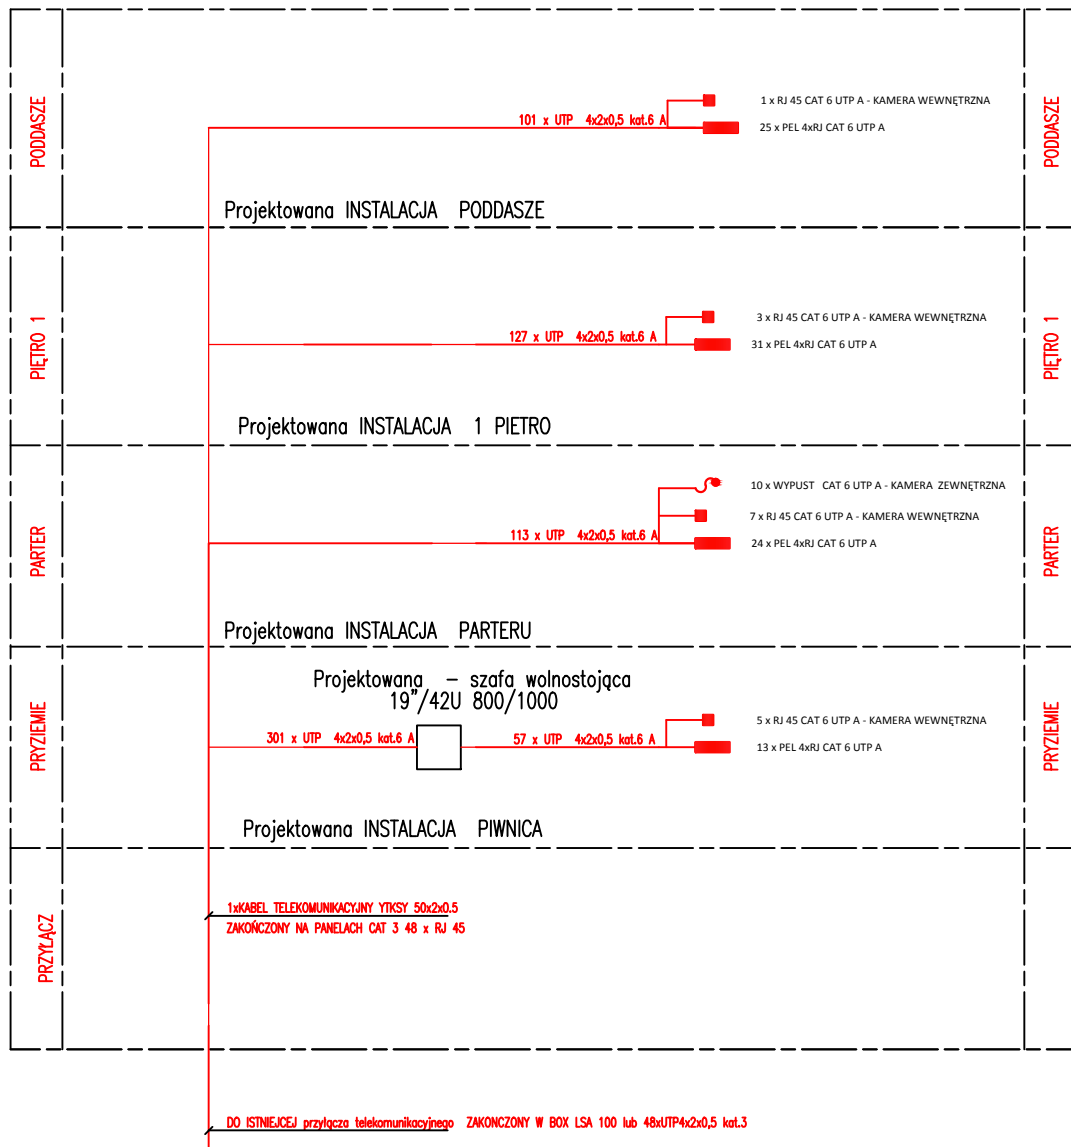 PODDASZE
1 x RJ 45 CAT 6 UTP A - KAMERA WEWNĘTRZNA
101 x UTP 4x2x0,5 kat.6 A
25 x PEL 4xRJ CAT 6 UTP A
PODDASZE
Projektowana INSTALACJA PODDASZE
PIĘTRO 1
3 x RJ 45 CAT 6 UTP A - KAMERA WEWNĘTRZNA
127 x UTP 4x2x0,5 kat.6 A
31 x PEL 4xRJ CAT 6 UTP A
PIĘTRO 1
Projektowana INSTALACJA 1 PIETRO
PARTER
10 x WYPUST CAT 6 UTP A - KAMERA ZEWNĘTRZNA
7 x RJ 45 CAT 6 UTP A - KAMERA WEWNĘTRZNA
113 x UTP 4x2x0,5 kat.6 A
24 x PEL 4xRJ CAT 6 UTP A
PARTER
Projektowana INSTALACJA PARTERU
PRYZIEMIE
Projektowana - szafa wolnostojąca
19"/42U 800/1000
5 x RJ 45 CAT 6 UTP A - KAMERA WEWNĘTRZNA
301 x UTP 4x2x0,5 kat.6 A
57 x UTP 4x2x0,5 kat.6 A
13 x PEL 4xRJ CAT 6 UTP A
PRYZIEMIE
Projektowana INSTALACJA PIWNICA
PRZYŁĄCZ
1xKABEL TELEKOMUNIKACYJNY YTKSY 50x2x0.5
ZAKOŃCZONY NA PANELACH CAT 3 48 x RJ 45
DO ISTNIEJCEJ przyłącza telekomunikacyjnego ZAKONCZONY W BOX LSA 100 lub 48xUTP4x2x0,5 kat.3